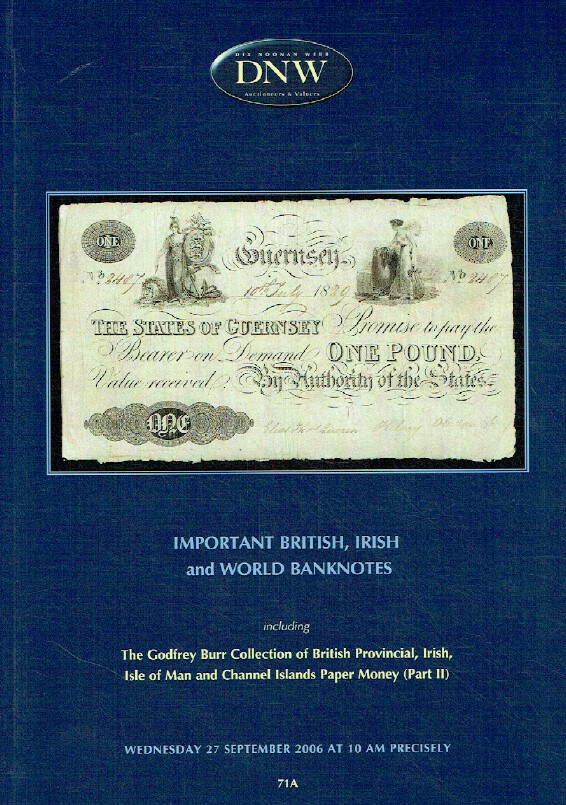 DIX NOONAN WEBB
DNW
Auctioneers & Valuers
ONE
Guernsey.
ONE
No 2407
10th July 1829
No 2407
THE STATES OF GUERNSEY Promise to pay the
Bearer on Demand ONE POUND.
Value received By Authority of the States.
ONE
IMPORTANT BRITISH, IRISH
and WORLD BANKNOTES
including
The Godfrey Burr Collection of British Provincial, Irish,
Isle of Man and Channel Islands Paper Money (Part II)
WEDNESDAY 27 SEPTEMBER 2006 AT 10 AM PRECISELY
71A